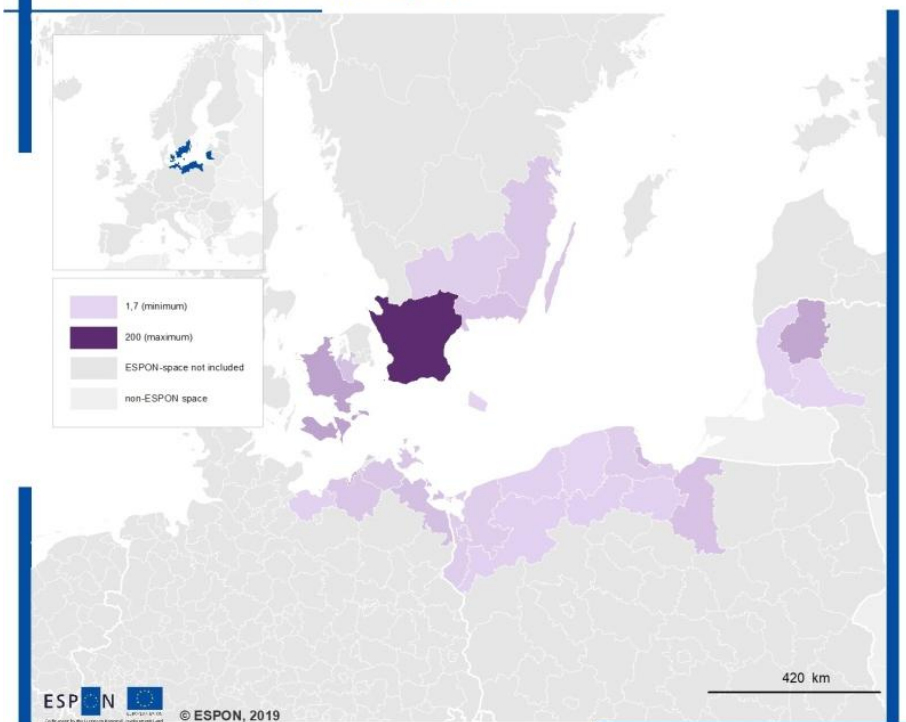 1,7 (minimum)
200 (maximum)
ESPON-space not included
non-ESPON space
420 km
ESPON
© ESPON, 2019